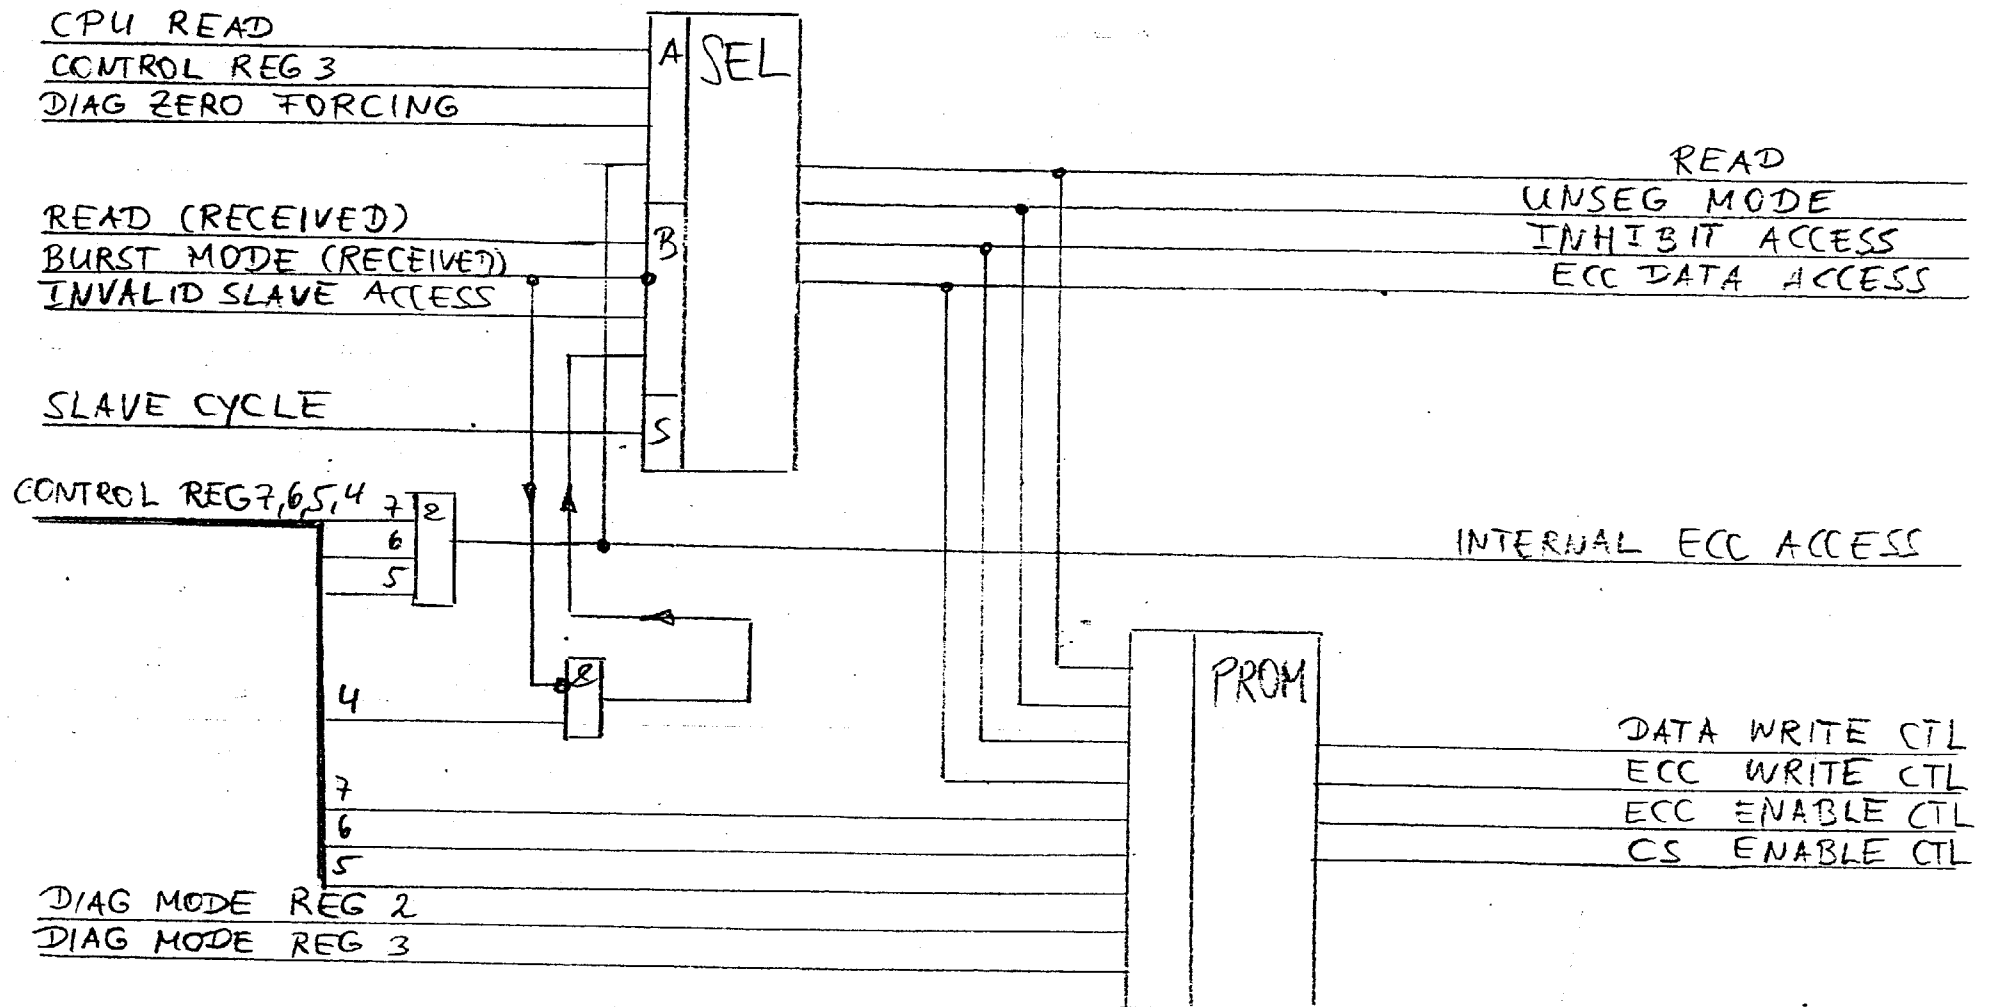 CPU READ
CONTROL REG 3
DIAG ZERO FORCING
A
SEL
READ (RECEIVED)
BURST MODE (RECEIVED)
INVALID SLAVE ACCESS
B
SLAVE CYCLE
S
READ
UNSEG MODE
INHIBIT ACCESS
ECC DATA ACCESS
CONTROL REG 7,6,5,4
7
6
5
&
INTERNAL ECC ACCESS
&
4
7
6
5
DIAG MODE REG 2
DIAG MODE REG 3
PROM
DATA WRITE CTL
ECC WRITE CTL
ECC ENABLE CTL
CS ENABLE CTL